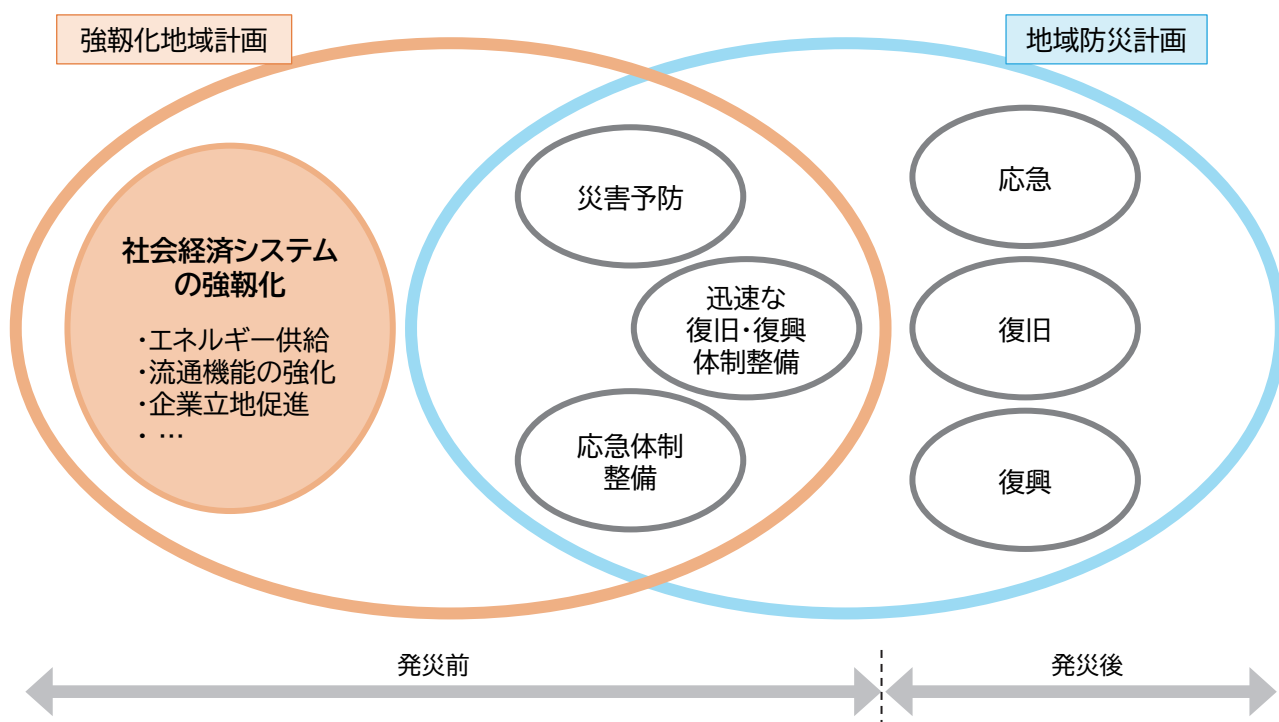 強靱化地域計画
地域防災計画
社会経済システム
の強靱化
・エネルギー供給
・流通機能の強化
・企業立地促進
・ …
災害予防
迅速な
復旧・復興
体制整備
応急体制
整備
応急
復旧
復興
発災前
発災後